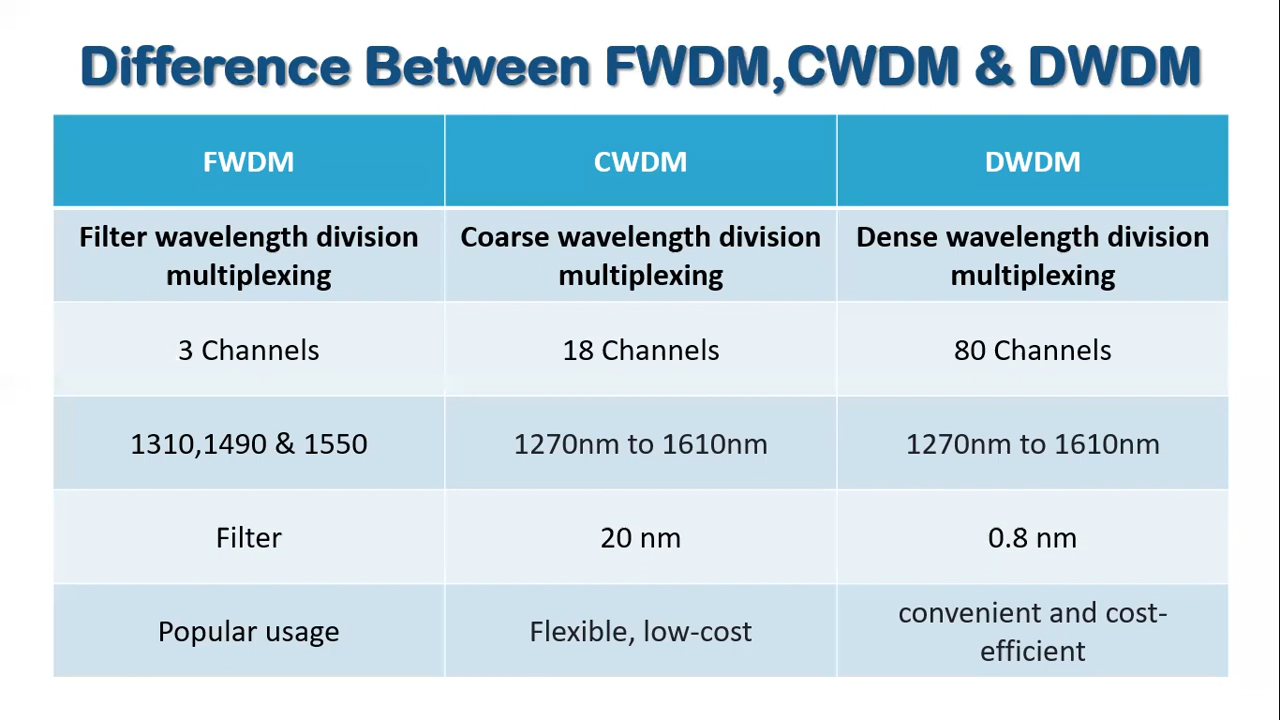 Difference Between FWDM,CWDM & DWDM
FWDM CWDM DWDM
Filter wavelength division multiplexing
Coarse wavelength division multiplexing
Dense wavelength division multiplexing
3 Channels 18 Channels 80 Channels
1310,1490 & 1550 1270nm to 1610nm 1270nm to 1610nm
Filter 20 nm 0.8 nm
Popular usage Flexible, low-cost convenient and cost-efficient